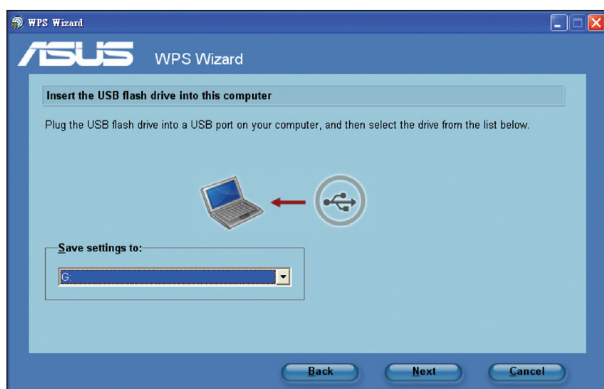 WPS Wizard
ASUS WPS Wizard
Insert the USB flash drive into this computer
Plug the USB flash drive into a USB port on your computer, and then select the drive from the list below.
Save settings to:
G:
Back Next Cancel